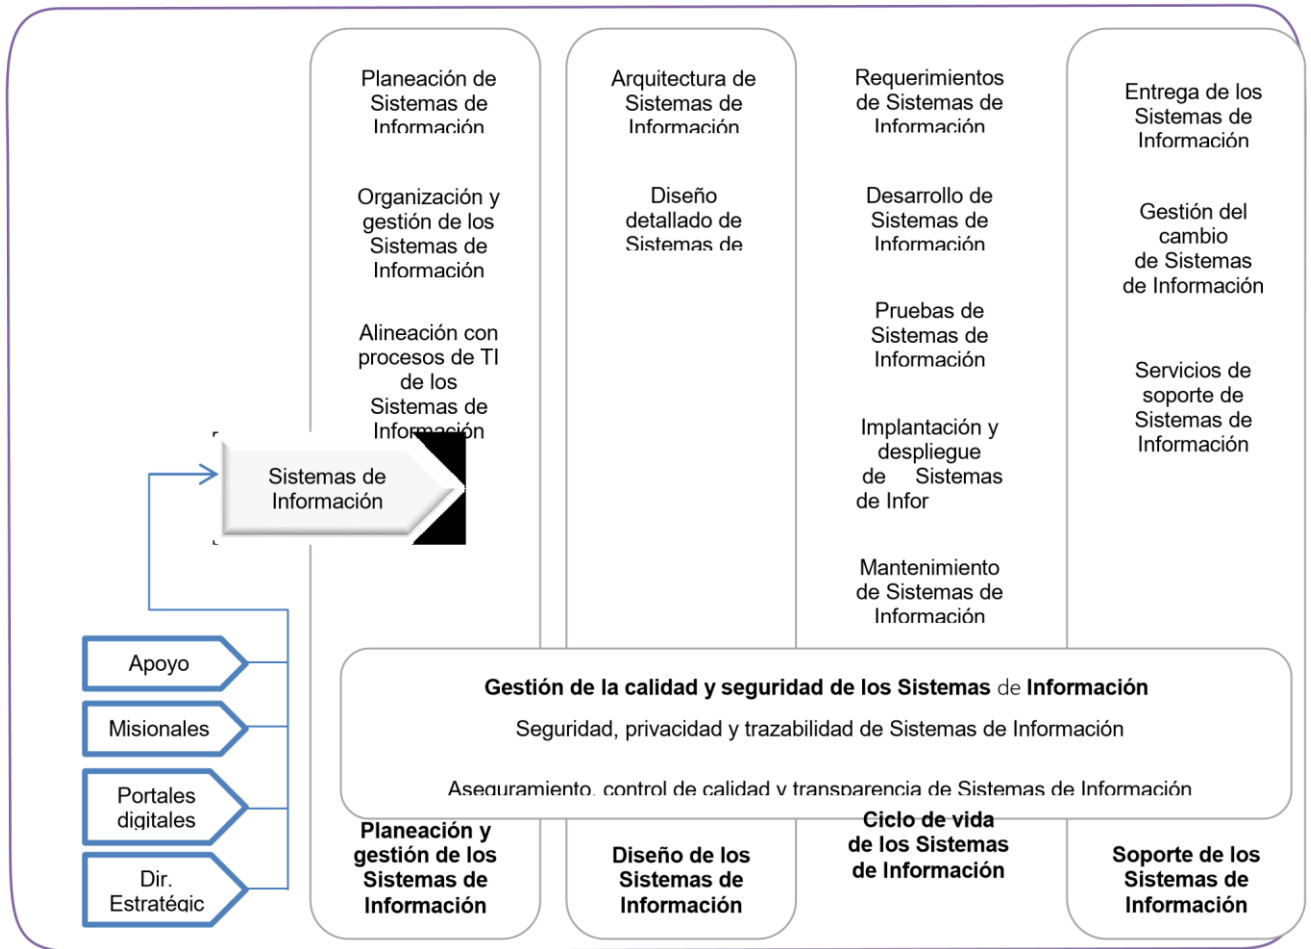 Planeación de
Sistemas de
Información
Organización y
gestión de los
Sistemas de
Información
Alineación con
procesos de TI
de los
Sistemas de
Información
Arquitectura de
Sistemas de
Información
Diseño
detallado de
Sistemas de
Requerimientos
de Sistemas de
Información
Desarrollo de
Sistemas de
Información
Pruebas de
Sistemas de
Información
Implantación y
despliegue
de Sistemas
de Infor
Mantenimiento
de Sistemas de
Información
Entrega de los
Sistemas de
Información
Gestión del
cambio
de Sistemas
de Información
Servicios de
soporte de
Sistemas de
Información
Sistemas de
Información
Apoyo
Misionales
Portales
digitales
Dir.
Estratégic
Gestión de la calidad y seguridad de los Sistemas de Información
Seguridad, privacidad y trazabilidad de Sistemas de Información
Aseguramiento, control de calidad y transparencia de Sistemas de Información
Planeación y
gestión de los
Sistemas de
Información
Diseño de los
Sistemas de
Información
Ciclo de vida
de los Sistemas
de Información
Soporte de los
Sistemas de
Información